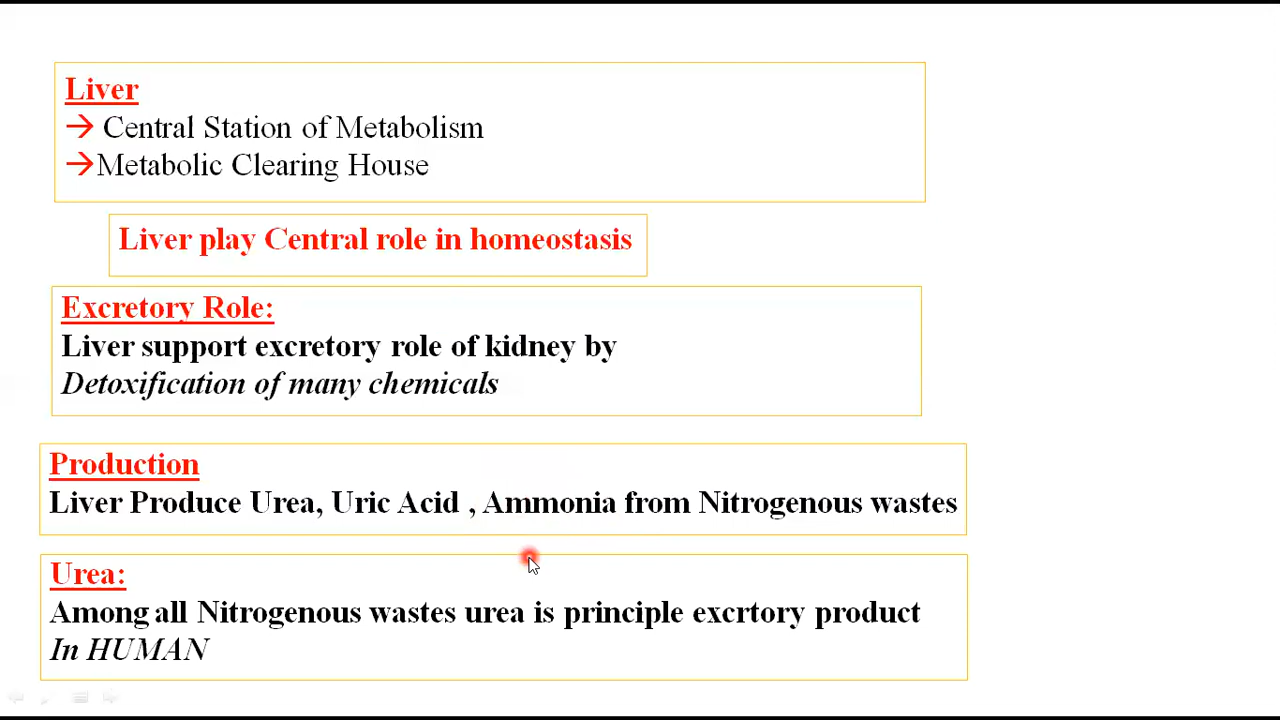 Liver
→ Central Station of Metabolism
→Metabolic Clearing House
Liver play Central role in homeostasis
Excretory Role:
Liver support excretory role of kidney by
Detoxification of many chemicals
Production
Liver Produce Urea, Uric Acid , Ammonia from Nitrogenous wastes
Urea:
Among all Nitrogenous wastes urea is principle excrtory product
In HUMAN